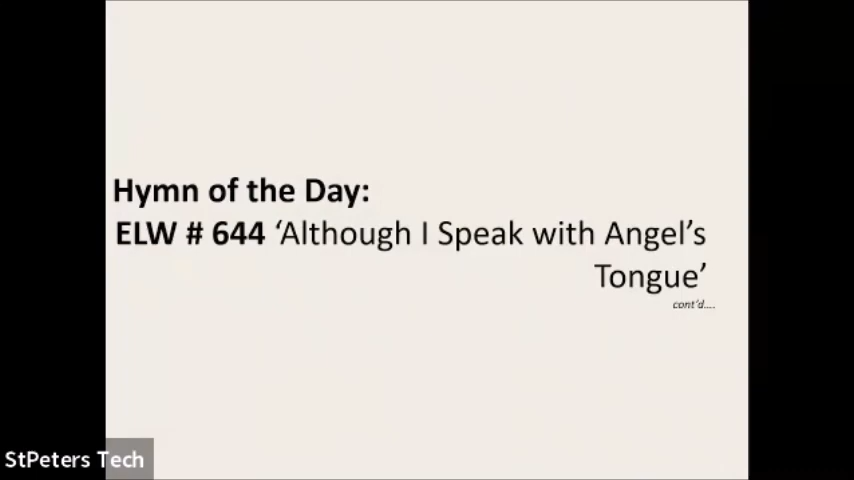 Hymn of the Day:
ELW # 644 ‘Although I Speak with Angel’s
Tongue’
cont’d....
StPeters Tech